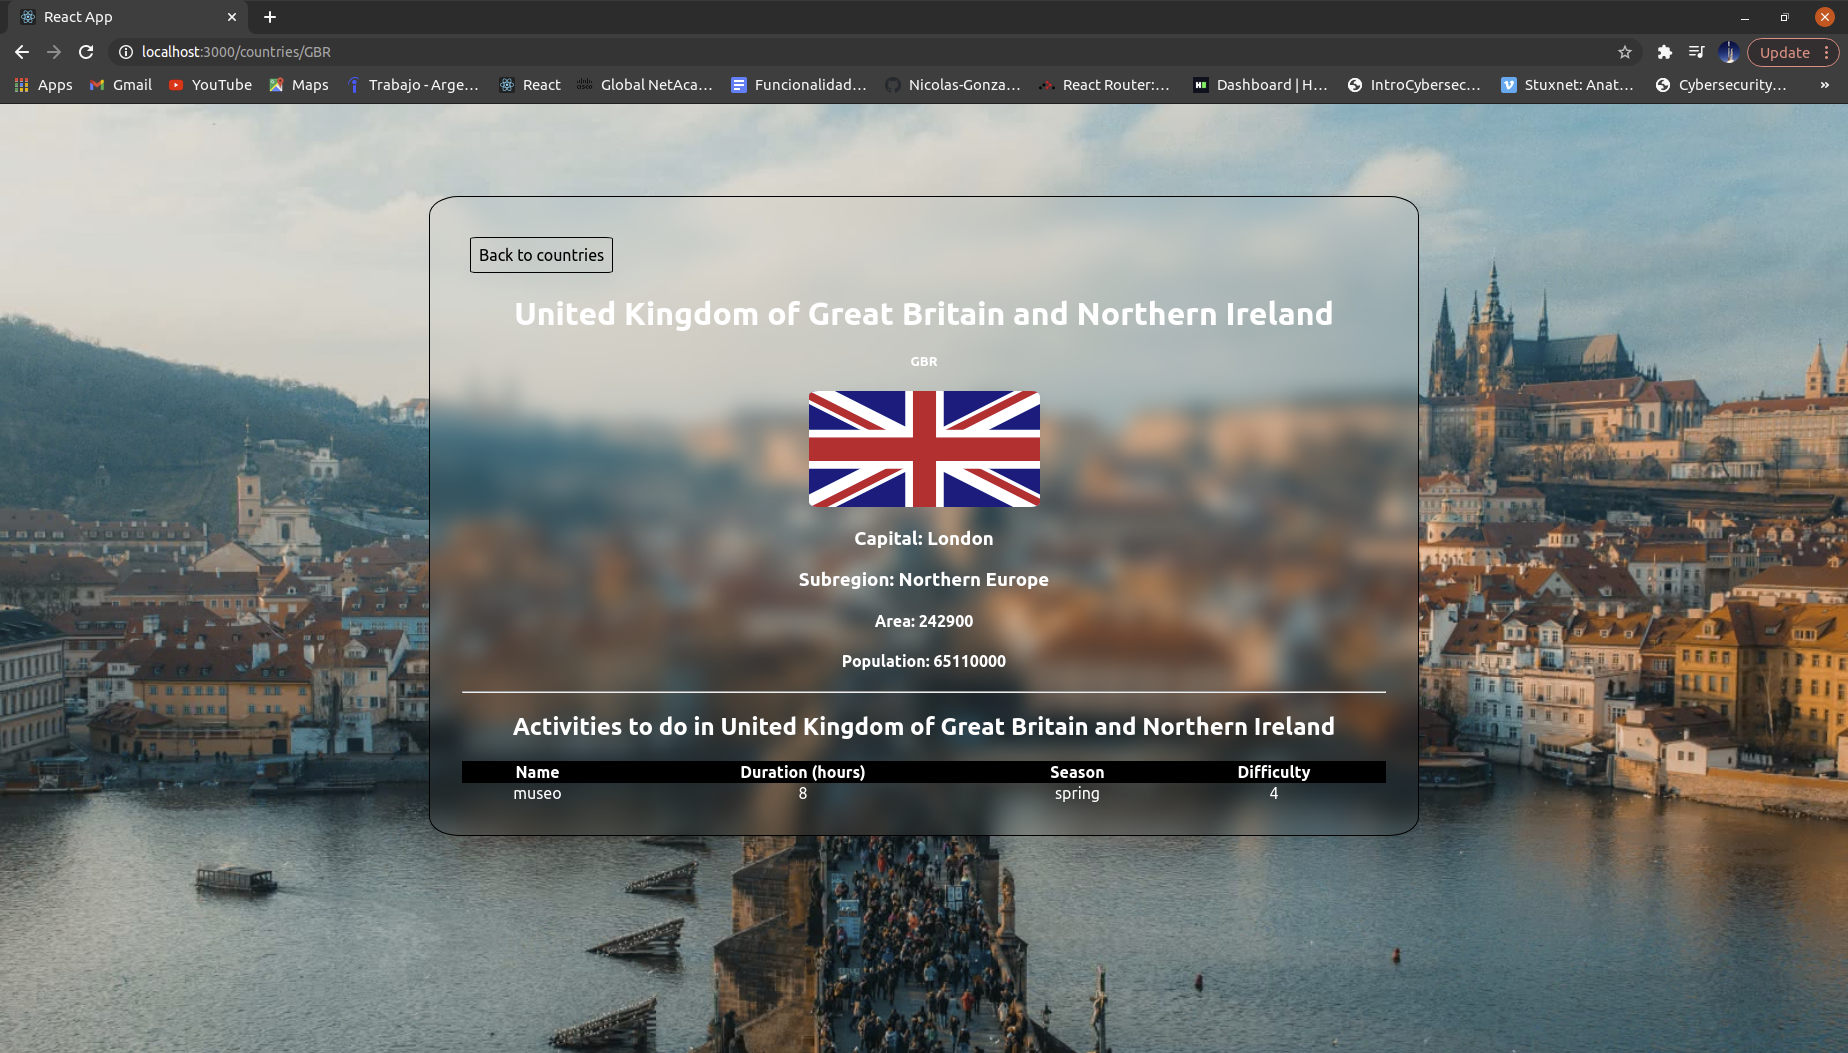 React App
localhost:3000/countries/GBR
Update
Apps Gmail YouTube Maps Trabajo - Arge... React Global NetAca... Funcionalidad... Nicolas-Gonza... React Router:... Dashboard | H... IntroCybersec... Stuxnet: Anat... Cybersecurity... »
Back to countries
United Kingdom of Great Britain and Northern Ireland
GBR
Capital: London
Subregion: Northern Europe
Area: 242900
Population: 65110000
Activities to do in United Kingdom of Great Britain and Northern Ireland
Name Duration (hours) Season Difficulty
museo 8 spring 4